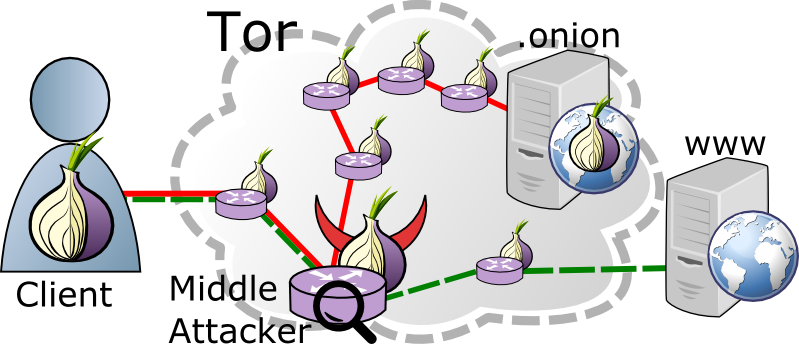 Tor
.onion
www
Client
Middle
Attacker